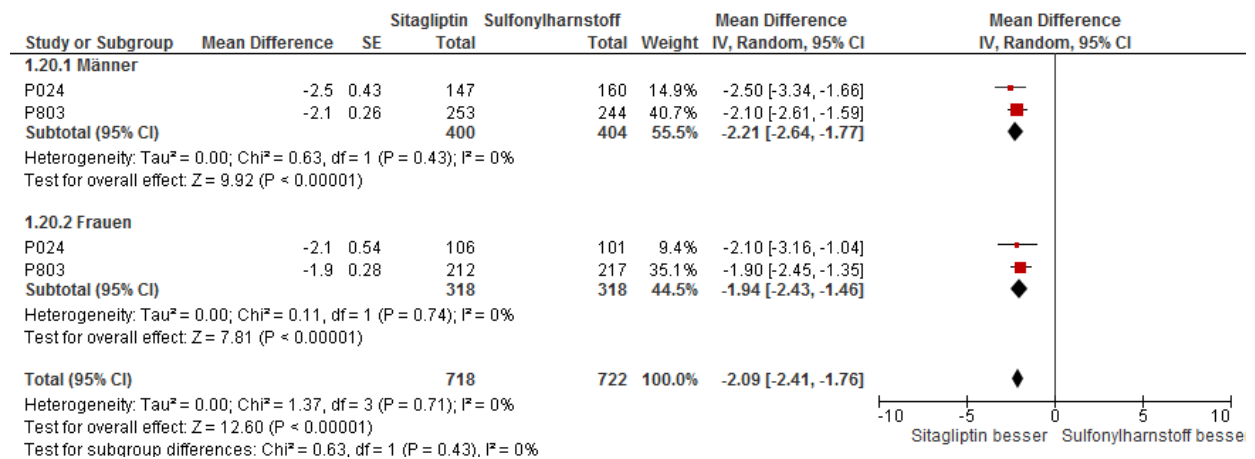 Sitagliptin Sulfonylharnstoff Mean Difference Mean Difference
Study or Subgroup Mean Difference SE Total Total Weight IV, Random, 95% CI IV, Random, 95% CI
1.20.1 Männer
P024 -2.5 0.43 147 160 14.9% -2.50 [-3.34, -1.66]
P803 -2.1 0.26 253 244 40.7% -2.10 [-2.61, -1.59]
Subtotal (95% CI) 400 404 55.5% -2.21 [-2.64, -1.77]
Heterogeneity: Tau² = 0.00; Chi² = 0.63, df = 1 (P = 0.43); I² = 0%
Test for overall effect: Z = 9.92 (P < 0.00001)
1.20.2 Frauen
P024 -2.1 0.54 106 101 9.4% -2.10 [-3.16, -1.04]
P803 -1.9 0.28 212 217 35.1% -1.90 [-2.45, -1.35]
Subtotal (95% CI) 318 318 44.5% -1.94 [-2.43, -1.46]
Heterogeneity: Tau² = 0.00; Chi² = 0.11, df = 1 (P = 0.74); I² = 0%
Test for overall effect: Z = 7.81 (P < 0.00001)
Total (95% CI) 718 722 100.0% -2.09 [-2.41, -1.76]
Heterogeneity: Tau² = 0.00; Chi² = 1.37, df = 3 (P = 0.71); I² = 0%
Test for overall effect: Z = 12.60 (P < 0.00001)
Test for subgroup differences: Chi² = 0.63, df = 1 (P = 0.43), I² = 0%
-10 -5 0 5 10
Sitagliptin besser Sulfonylharnstoff besser